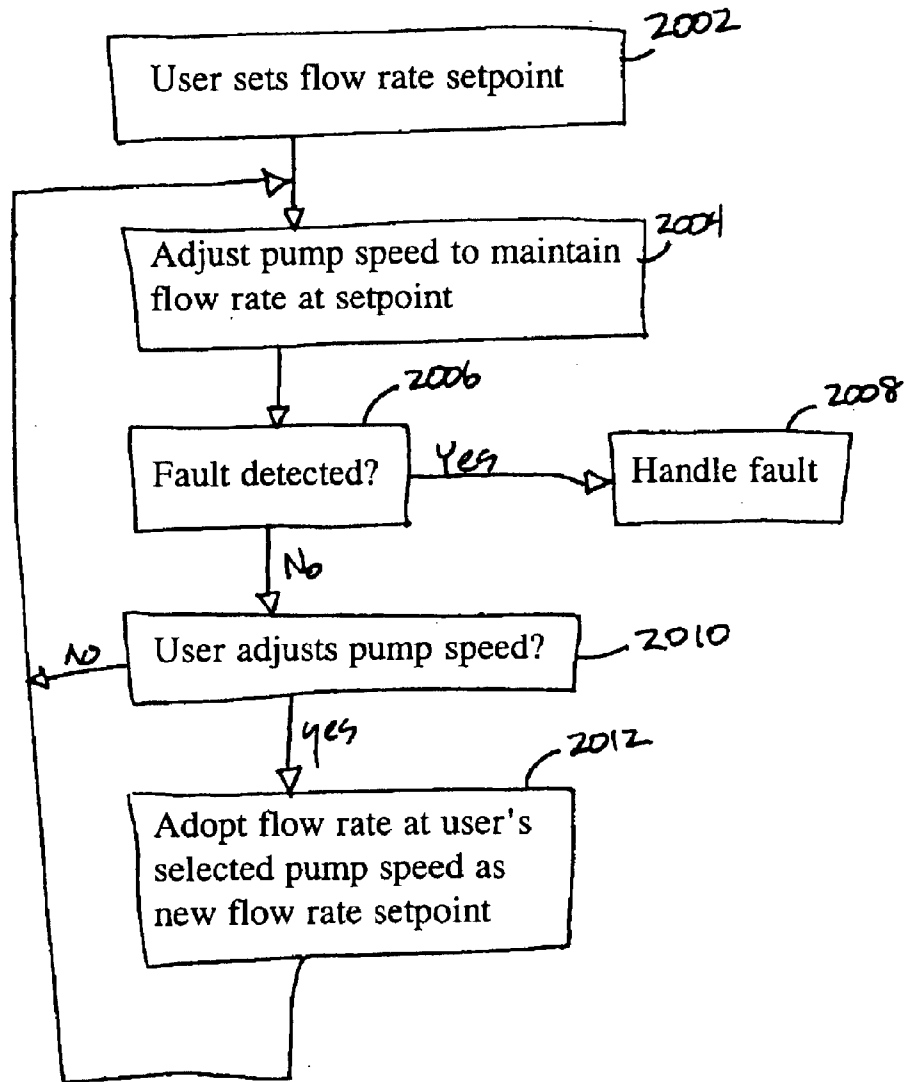 2002
User sets flow rate setpoint
2004
Adjust pump speed to maintain
flow rate at setpoint
2006
Fault detected?
Yes
2008
Handle fault
No
User adjusts pump speed?
2010
No
yes
2012
Adopt flow rate at user's
selected pump speed as
new flow rate setpoint